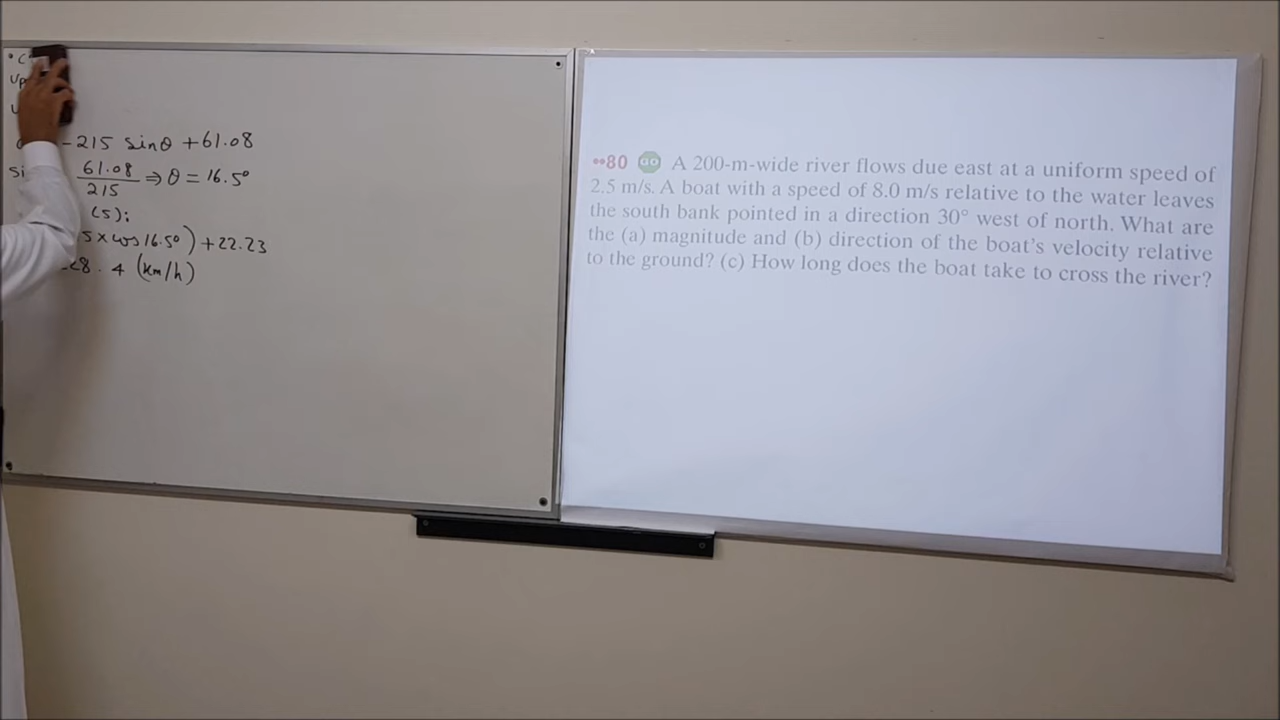 -215 sinθ +61.08
61.08
215
⇒ θ = 16.5°
(5):
5 x cos 16.5°) +22.23
28.4 (km/h)
••80 GO A 200-m-wide river flows due east at a uniform speed of
2.5 m/s. A boat with a speed of 8.0 m/s relative to the water leaves
the south bank pointed in a direction 30° west of north. What are
the (a) magnitude and (b) direction of the boat's velocity relative
to the ground? (c) How long does the boat take to cross the river?